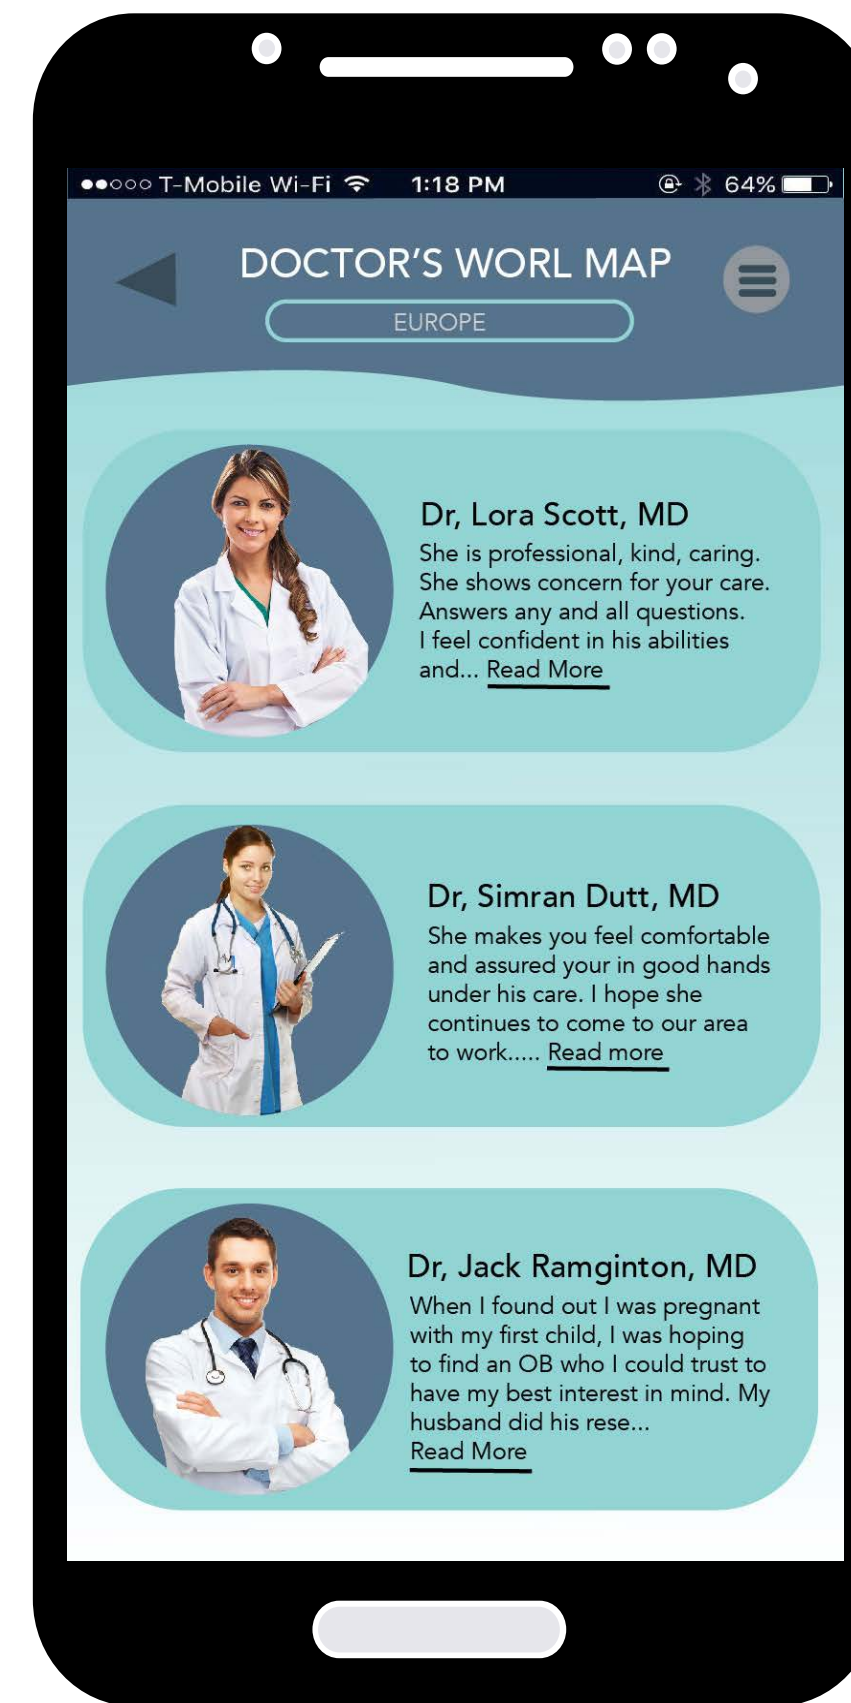 T-Mobile Wi-Fi 1:18 PM 64%
DOCTOR’S WORL MAP
EUROPE
Dr, Lora Scott, MD
She is professional, kind, caring.
She shows concern for your care.
Answers any and all questions.
I feel confident in his abilities
and... Read More
Dr, Simran Dutt, MD
She makes you feel comfortable
and assured your in good hands
under his care. I hope she
continues to come to our area
to work..... Read more
Dr, Jack Ramginton, MD
When I found out I was pregnant
with my first child, I was hoping
to find an OB who I could trust to
have my best interest in mind. My
husband did his rese...
Read More